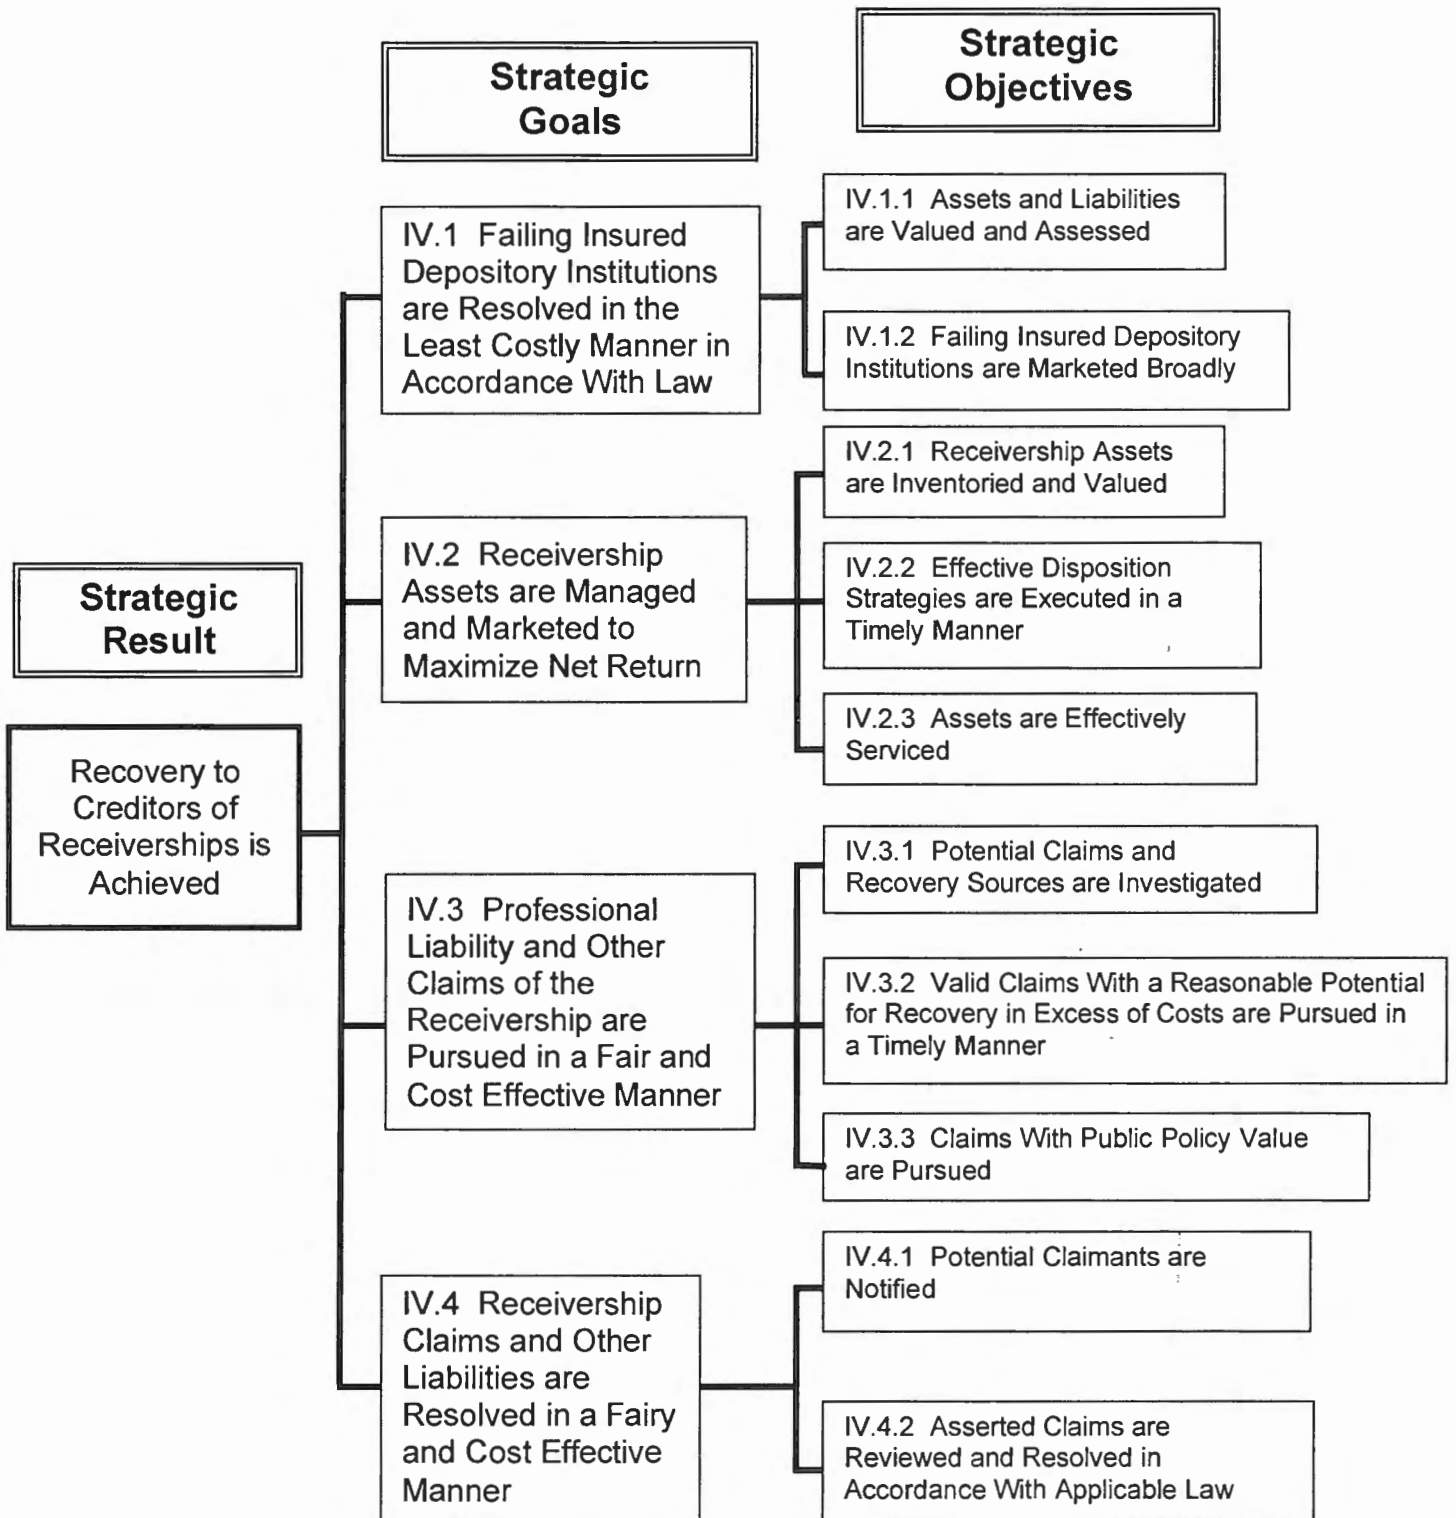 Strategic
Objectives
Strategic
Goals
IV.1.1 Assets and Liabilities
are Valued and Assessed
IV.1 Failing Insured
Depository Institutions
are Resolved in the
Least Costly Manner in
Accordance With Law
IV.1.2 Failing Insured Depository
Institutions are Marketed Broadly
IV.2.1 Receivership Assets
are Inventoried and Valued
IV.2 Receivership
Assets are Managed
and Marketed to
Maximize Net Return
IV.2.2 Effective Disposition
Strategies are Executed in a
Timely Manner
IV.2.3 Assets are Effectively
Serviced
Strategic
Result
Recovery to
Creditors of
Receiverships is
Achieved
IV.3 Professional
Liability and Other
Claims of the
Receivership are
Pursued in a Fair and
Cost Effective Manner
IV.3.1 Potential Claims and
Recovery Sources are Investigated
IV.3.2 Valid Claims With a Reasonable Potential
for Recovery in Excess of Costs are Pursued in
a Timely Manner
IV.3.3 Claims With Public Policy Value
are Pursued
IV.4 Receivership
Claims and Other
Liabilities are
Resolved in a Fairy
and Cost Effective
Manner
IV.4.1 Potential Claimants are
Notified
IV.4.2 Asserted Claims are
Reviewed and Resolved in
Accordance With Applicable Law